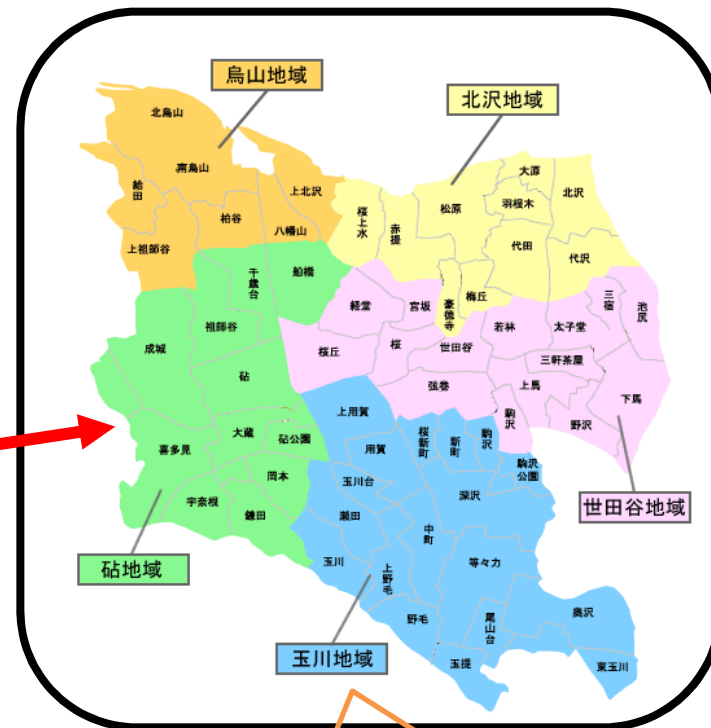 烏山地域
北沢地域
北烏山
南烏山
給田
上北沢
柏谷
八幡山
上祖師谷
大原
北沢
松原
羽根木
桜上水
赤提
代田
代沢
梅丘
豪徳寺
船橋
千歳台
祖師谷
成城
砧
大蔵
砧公園
喜多見
岡本
宇奈根
鎌田
砧地域
三宿
池尻
経堂
宮坂
若林
太子堂
世田谷
桜
桜丘
三軒茶屋
弦巻
上馬
下馬
駒沢
野沢
世田谷地域
上用賀
桜新町
新町
駒沢
用賀
駒沢
公園
玉川台
深沢
瀬田
中町
等々力
玉川
上野毛
野毛
尾山台
奥沢
玉提
東玉川
玉川地域